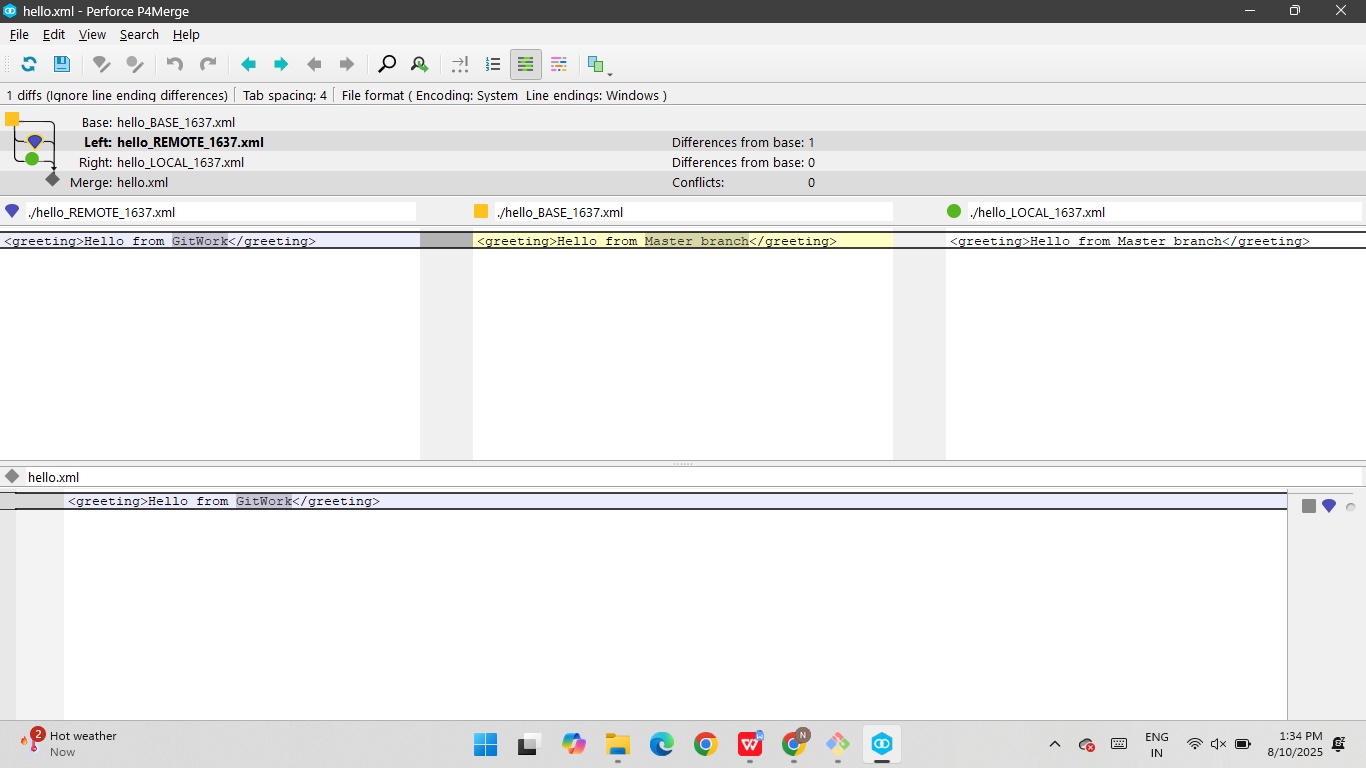 hello.xml - Perforce P4Merge
File Edit View Search Help
1 diffs (Ignore line ending differences) Tab spacing: 4 File format ( Encoding: System Line endings: Windows )
Base: hello_BASE_1637.xml
Left: hello_REMOTE_1637.xml Differences from base: 1
Right: hello_LOCAL_1637.xml Differences from base: 0
Merge: hello.xml Conflicts: 0
./hello_REMOTE_1637.xml ./hello_BASE_1637.xml ./hello_LOCAL_1637.xml
<greeting>Hello from GitWork</greeting> <greeting>Hello from Master branch</greeting> <greeting>Hello from Master branch</greeting>
hello.xml
<greeting>Hello from GitWork</greeting>
2 Hot weather
Now
N
ENG
IN
1:34 PM
8/10/2025